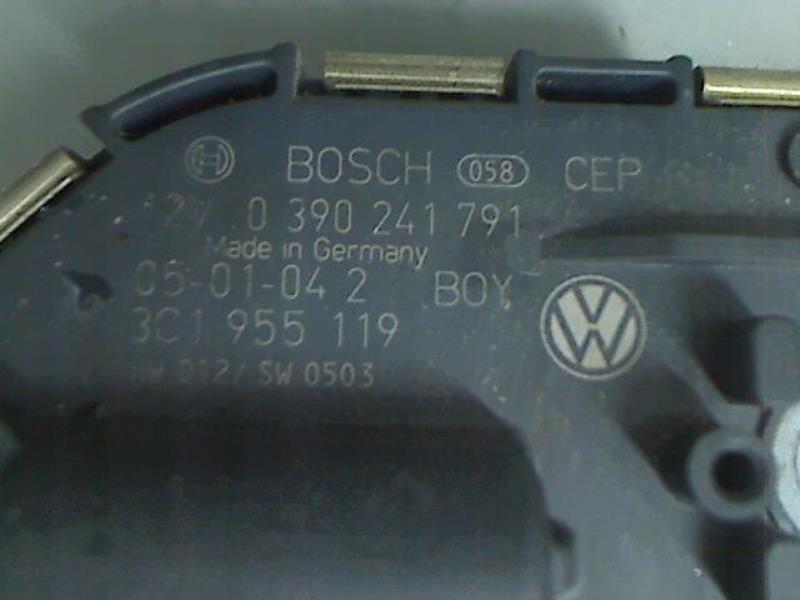 BOSCH 058 CEP
12V 0 390 241 791
Made in Germany
05-01-04 2 BOY
3C1 955 119
SW 0503